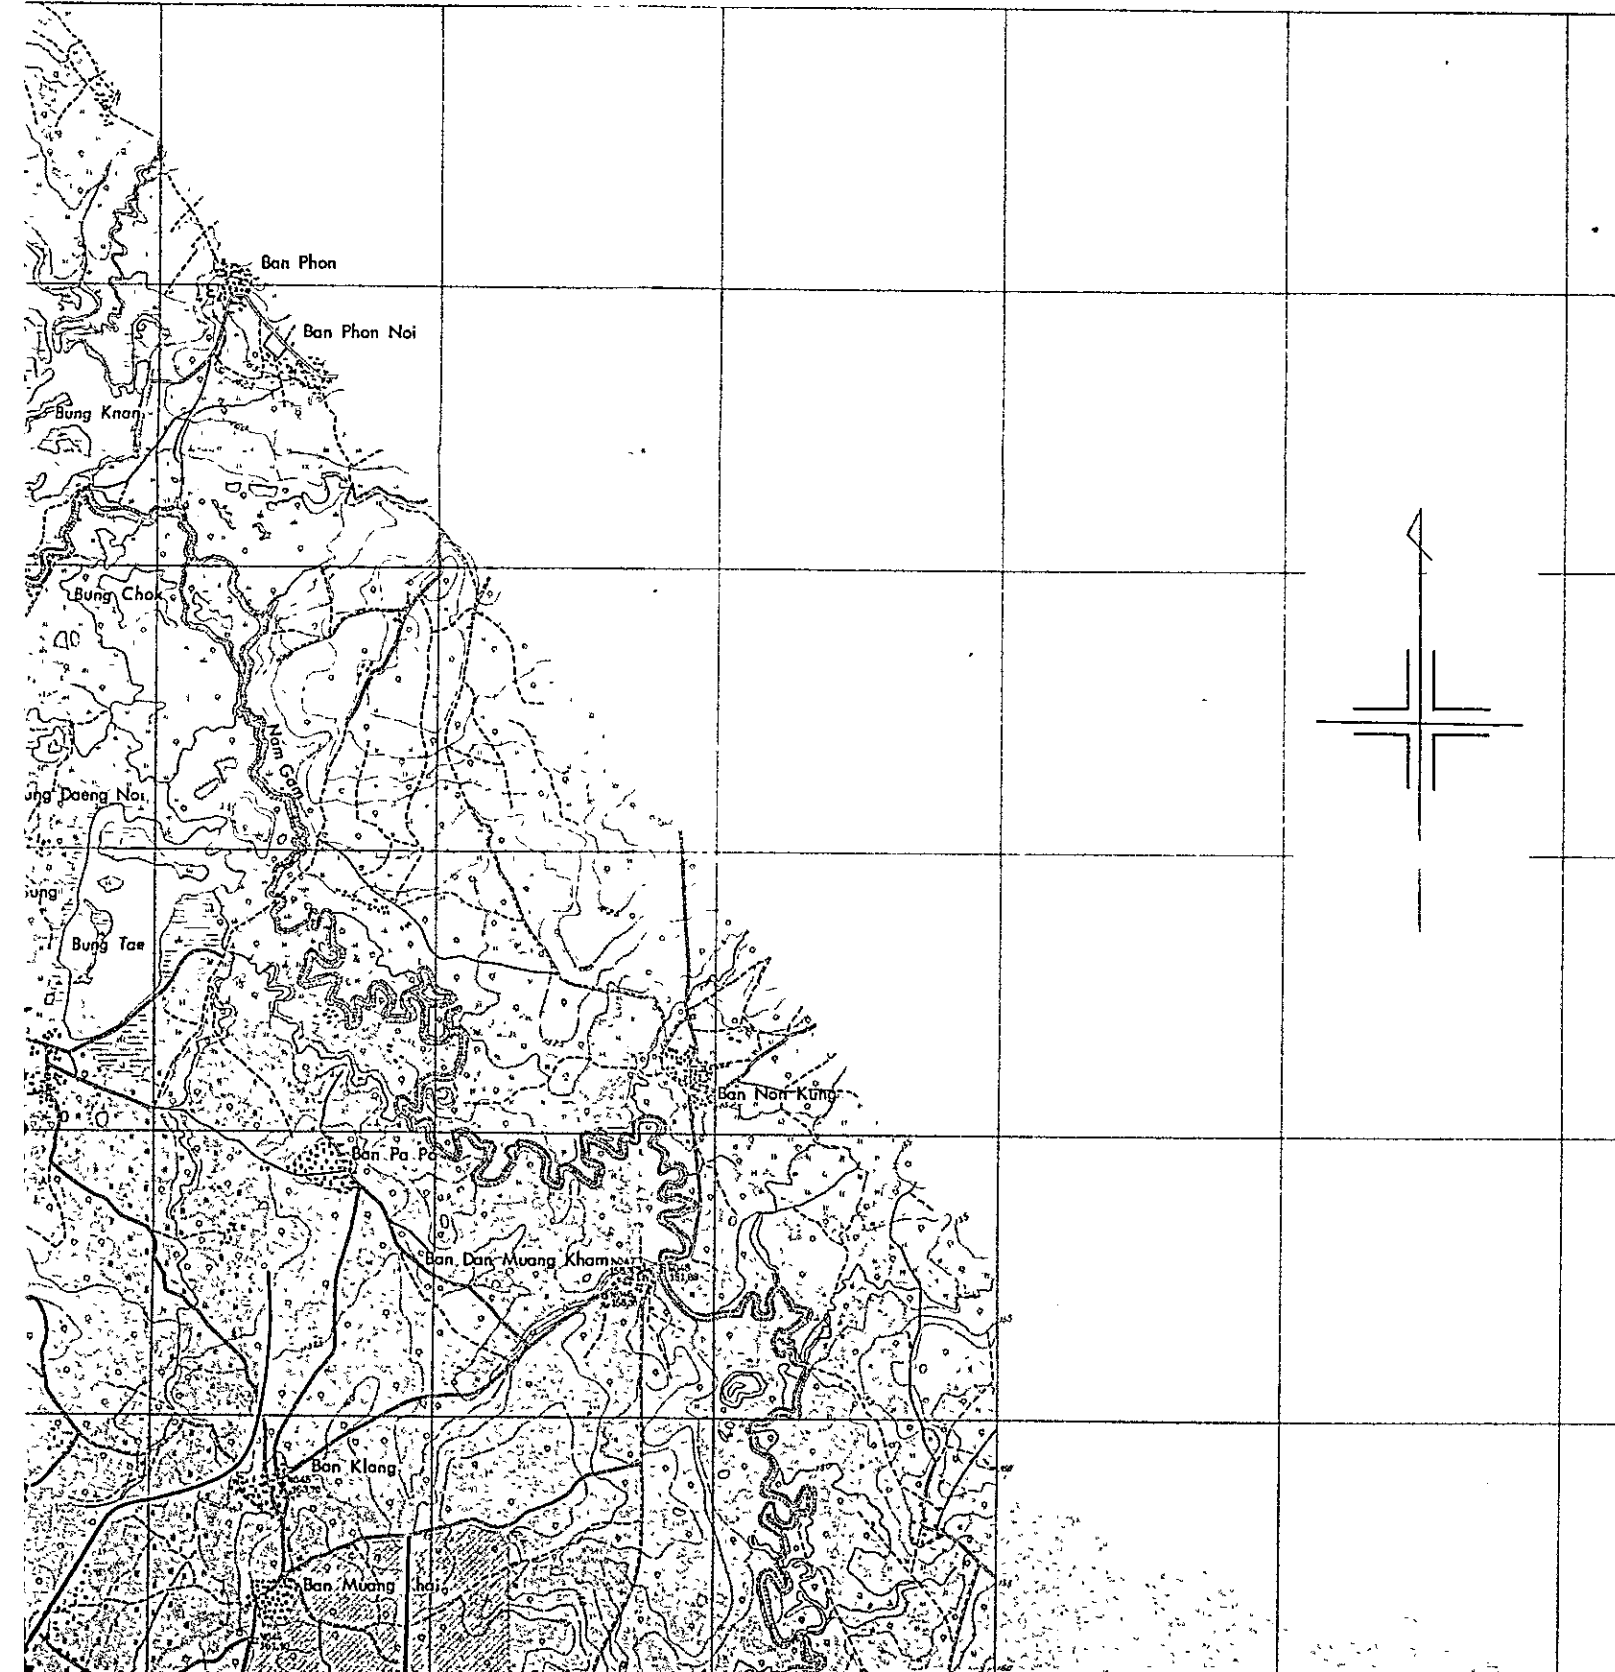 Ban Phon
Ban Phon Noi
Bung Knan
Bung Chok
Nam Gam
Daeng Noi
Bung Tae
Ban Non Kung
Ban Pa Po
Ban Dan Muang Kham
Ban Klang
Ban Muang